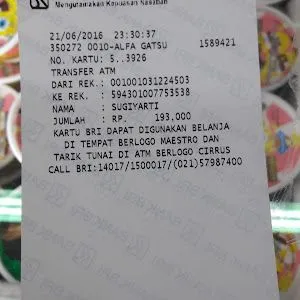 Mengutamakan Kepuasan Nasabah
21/06/2016 23:30:37
350272 0010-ALFA GATSU 1589421
NO. KARTU : 5..3926
TRANSFER ATM
DARI REK. : 001001031224503
KE REK. : 594301007753538
NAMA : SUGIYARTI
JUMLAH : RP. 193,000
KARTU BRI DAPAT DIGUNAKAN BELANJA
DI TEMPAT BERLOGO MAESTRO DAN
TARIK TUNAI DI ATM BERLOGO CIRRUS
CALL BRI:14017/1500017/(021)57987400